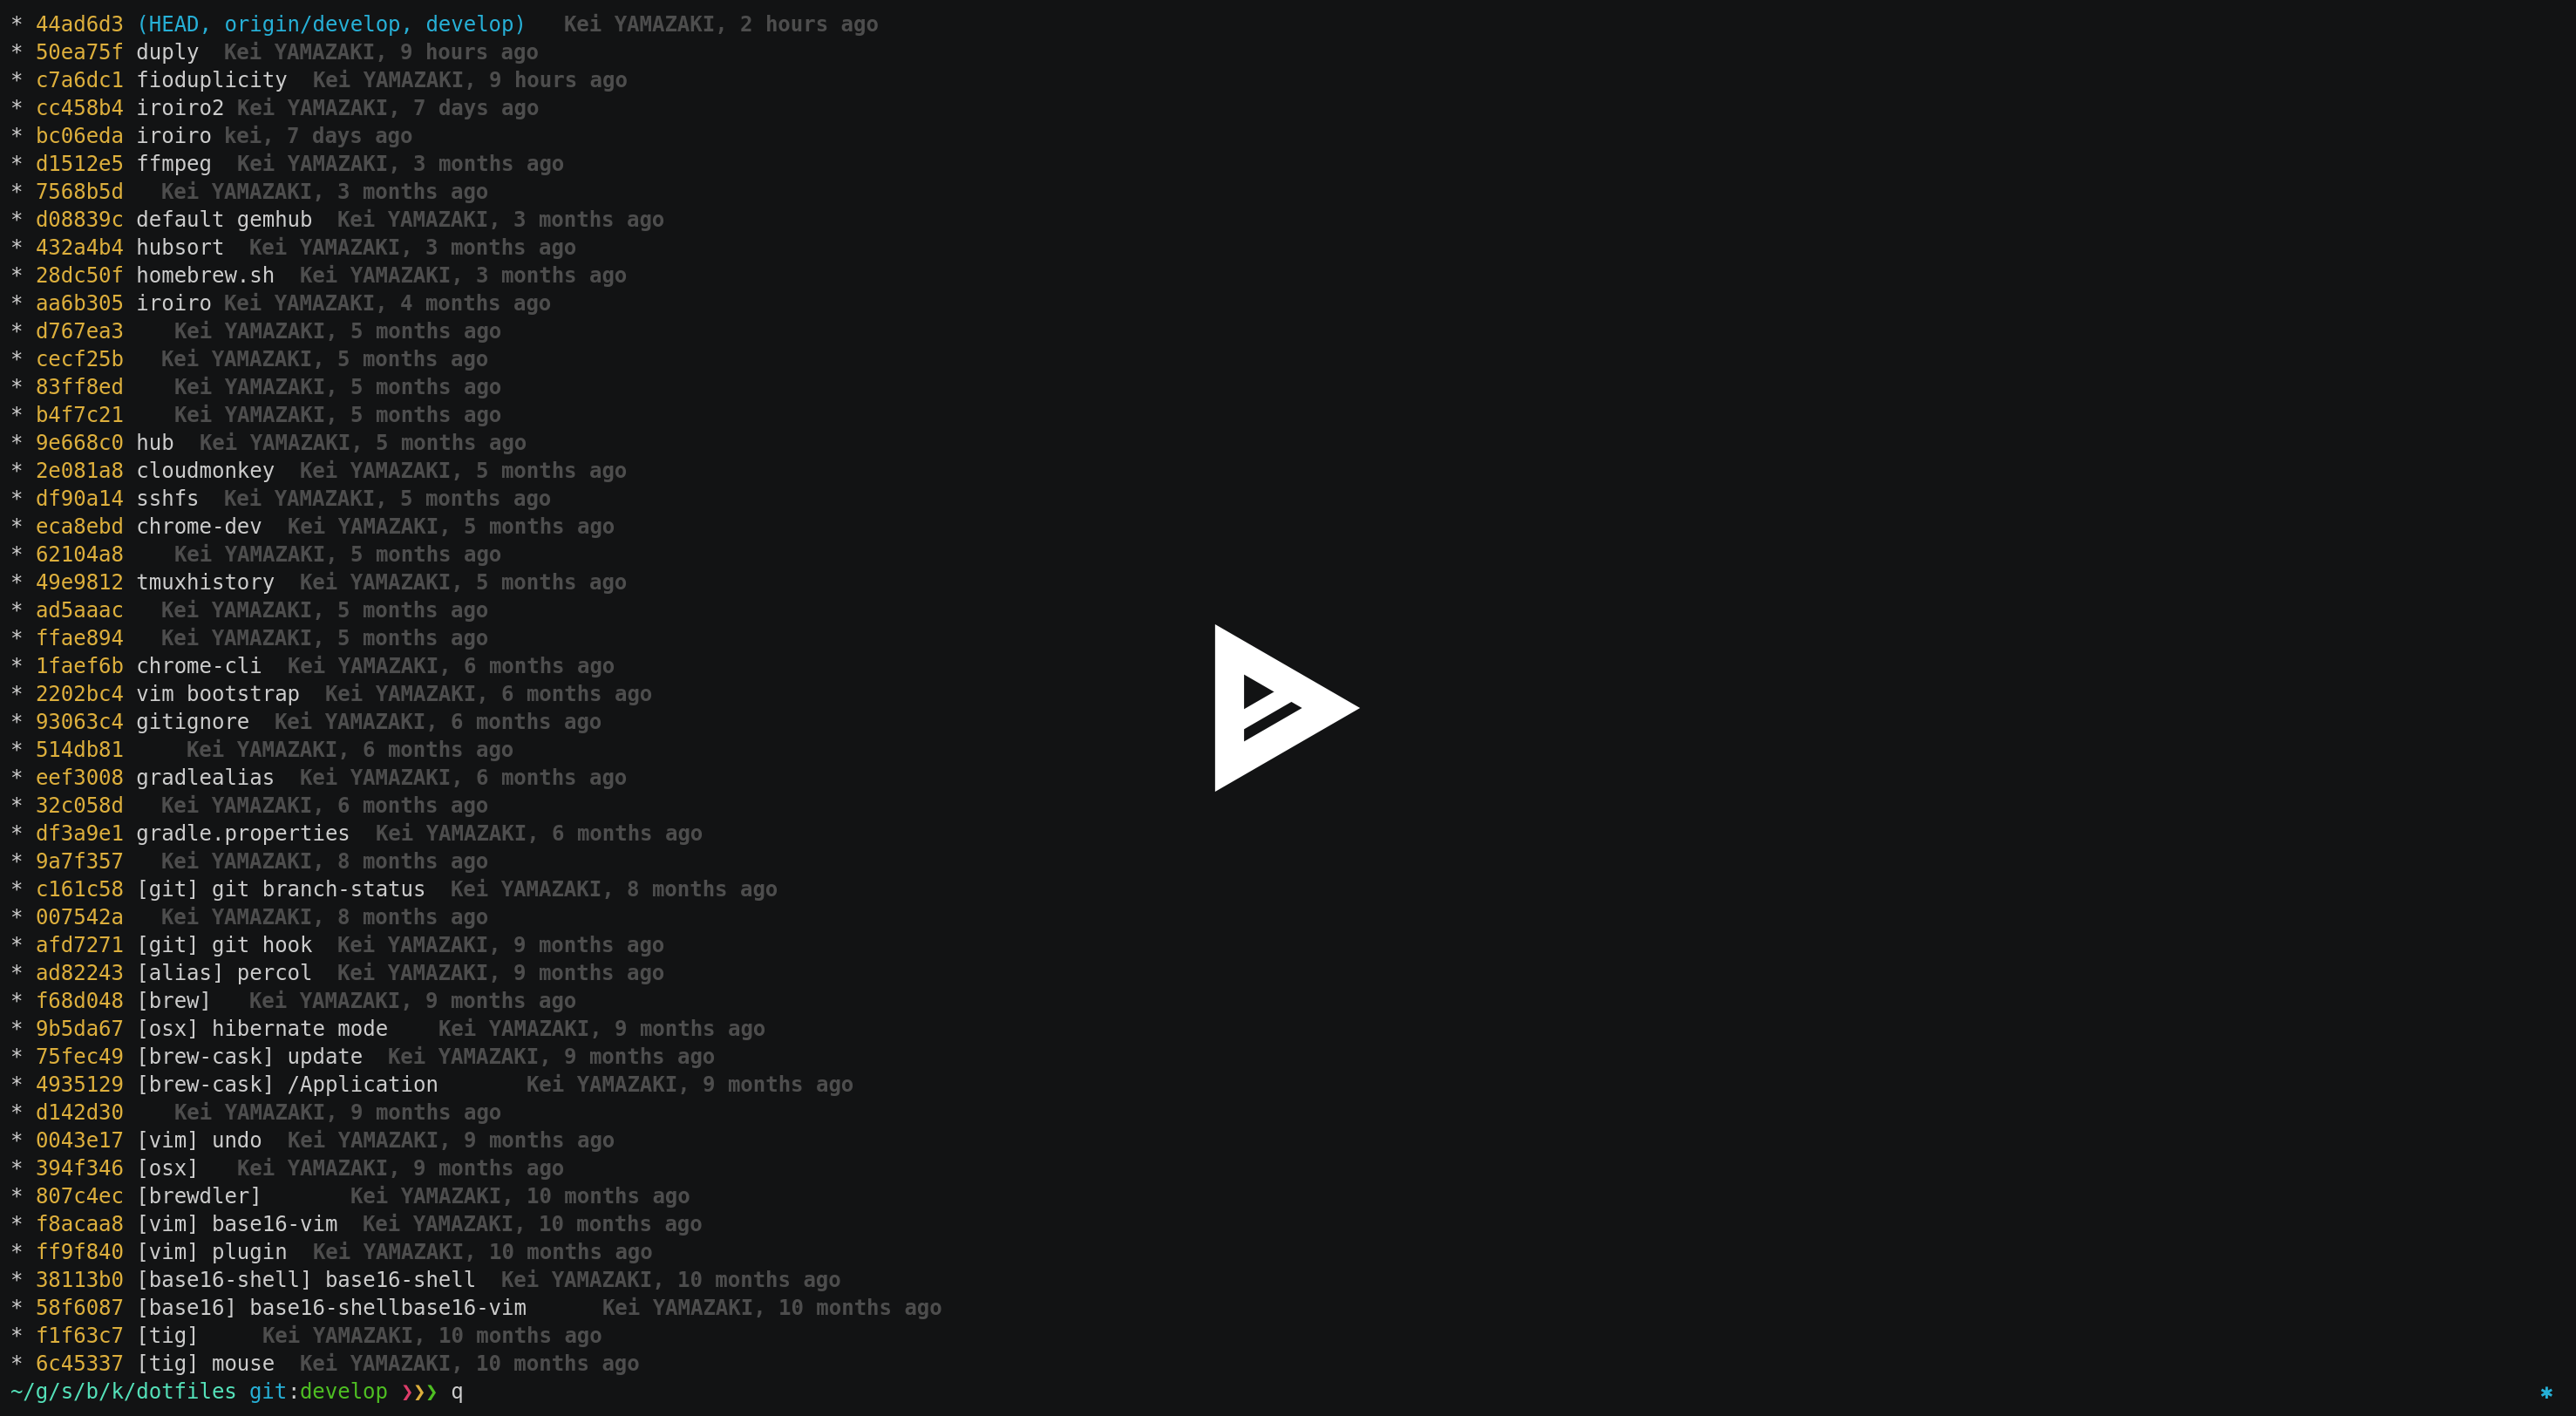 * 44ad6d3 (HEAD, origin/develop, develop) Kei YAMAZAKI, 2 hours ago
* 50ea75f duply Kei YAMAZAKI, 9 hours ago
* c7a6dc1 fioduplicity Kei YAMAZAKI, 9 hours ago
* cc458b4 iroiro2 Kei YAMAZAKI, 7 days ago
* bc06eda iroiro kei, 7 days ago
* d1512e5 ffmpeg Kei YAMAZAKI, 3 months ago
* 7568b5d Kei YAMAZAKI, 3 months ago
* d08839c default gemhub Kei YAMAZAKI, 3 months ago
* 432a4b4 hubsort Kei YAMAZAKI, 3 months ago
* 28dc50f homebrew.sh Kei YAMAZAKI, 3 months ago
* aa6b305 iroiro Kei YAMAZAKI, 4 months ago
* d767ea3 Kei YAMAZAKI, 5 months ago
* cecf25b Kei YAMAZAKI, 5 months ago
* 83ff8ed Kei YAMAZAKI, 5 months ago
* b4f7c21 Kei YAMAZAKI, 5 months ago
* 9e668c0 hub Kei YAMAZAKI, 5 months ago
* 2e081a8 cloudmonkey Kei YAMAZAKI, 5 months ago
* df90a14 sshfs Kei YAMAZAKI, 5 months ago
* eca8ebd chrome-dev Kei YAMAZAKI, 5 months ago
* 62104a8 Kei YAMAZAKI, 5 months ago
* 49e9812 tmuxhistory Kei YAMAZAKI, 5 months ago
* ad5aaac Kei YAMAZAKI, 5 months ago
* ffae894 Kei YAMAZAKI, 5 months ago
* 1faef6b chrome-cli Kei YAMAZAKI, 6 months ago
* 2202bc4 vim bootstrap Kei YAMAZAKI, 6 months ago
* 93063c4 gitignore Kei YAMAZAKI, 6 months ago
* 514db81 Kei YAMAZAKI, 6 months ago
* eef3008 gradlealias Kei YAMAZAKI, 6 months ago
* 32c058d Kei YAMAZAKI, 6 months ago
* df3a9e1 gradle.properties Kei YAMAZAKI, 6 months ago
* 9a7f357 Kei YAMAZAKI, 8 months ago
* c161c58 [git] git branch-status Kei YAMAZAKI, 8 months ago
* 007542a Kei YAMAZAKI, 8 months ago
* afd7271 [git] git hook Kei YAMAZAKI, 9 months ago
* ad82243 [alias] percol Kei YAMAZAKI, 9 months ago
* f68d048 [brew] Kei YAMAZAKI, 9 months ago
* 9b5da67 [osx] hibernate mode Kei YAMAZAKI, 9 months ago
* 75fec49 [brew-cask] update Kei YAMAZAKI, 9 months ago
* 4935129 [brew-cask] /Application Kei YAMAZAKI, 9 months ago
* d142d30 Kei YAMAZAKI, 9 months ago
* 0043e17 [vim] undo Kei YAMAZAKI, 9 months ago
* 394f346 [osx] Kei YAMAZAKI, 9 months ago
* 807c4ec [brewdler] Kei YAMAZAKI, 10 months ago
* f8acaa8 [vim] base16-vim Kei YAMAZAKI, 10 months ago
* ff9f840 [vim] plugin Kei YAMAZAKI, 10 months ago
* 38113b0 [base16-shell] base16-shell Kei YAMAZAKI, 10 months ago
* 58f6087 [base16] base16-shellbase16-vim Kei YAMAZAKI, 10 months ago
* f1f63c7 [tig] Kei YAMAZAKI, 10 months ago
* 6c45337 [tig] mouse Kei YAMAZAKI, 10 months ago
~/g/s/b/k/dotfiles git:develop ❯❯❯ q ✱